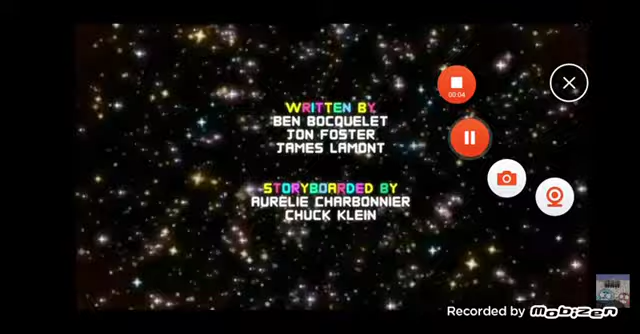 WRITTEN BY
BEN BOCQUELET
JON FOSTER
JAMES LAMONT
STORYBOARDED BY
AURELIE CHARBONNIER
CHUCK KLEIN
00:04
Recorded by Mobizen